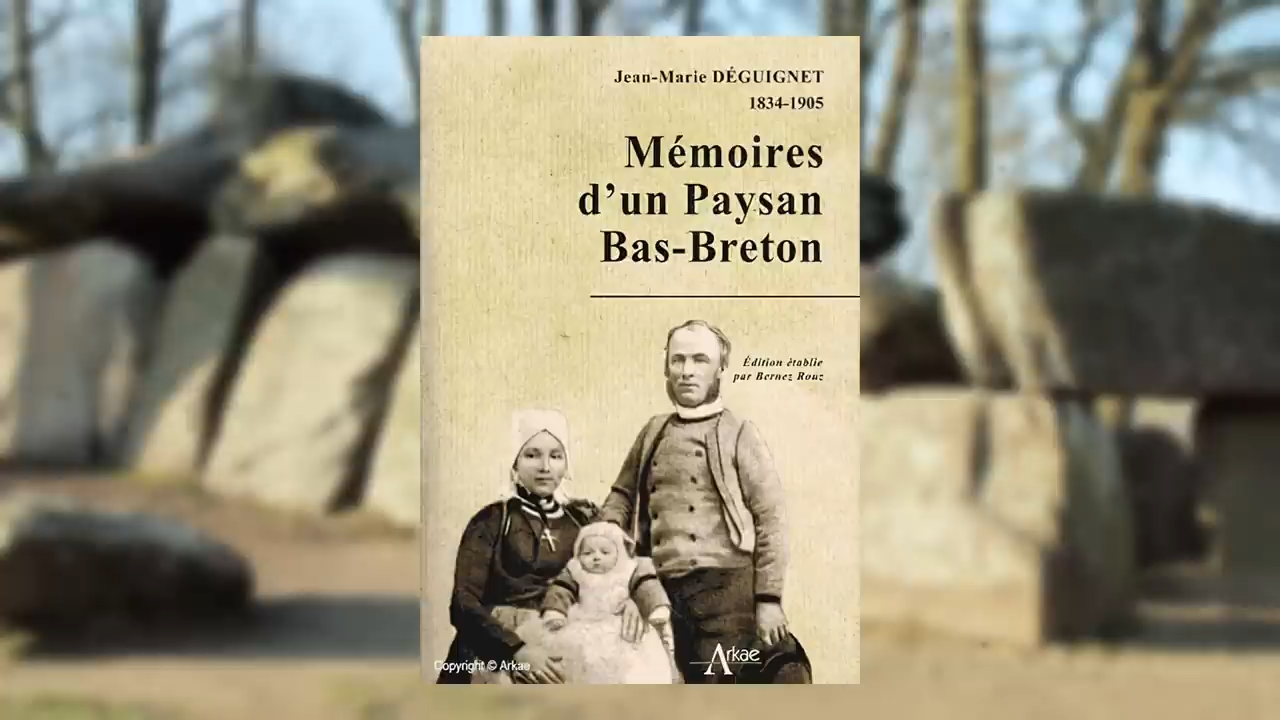 Jean-Marie DÉGUIGNET
1834-1905
Mémoires
d'un Paysan
Bas-Breton
Édition établie
par Bernez Rouz
Copyright © Arkae
Arkae